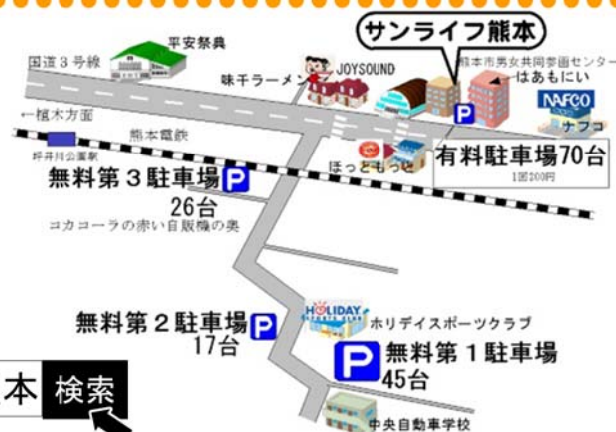 サンライフ熊本
平安祭典
国道3号線
味千ラーメン
JOYSOUND
熊本市男女共同参画センター
はあもにい
P
NAFCO
ナフコ
←植木方面
熊本電鉄
坪井川公園駅
ほっともっと
有料駐車場70台
1回200円
無料第3駐車場 P
26台
コカコーラの赤い自販機の奥
無料第2駐車場 P
17台
HOLIDAY
SPORTS CLUB
ホリデイスポーツクラブ
P 無料第1駐車場
45台
本 検索
中央自動車学校